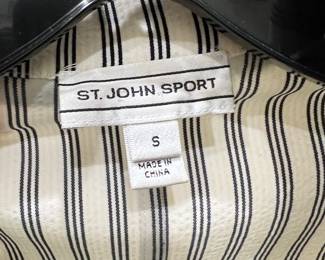 ST. JOHN SPORT
S
MADE IN
CHINA